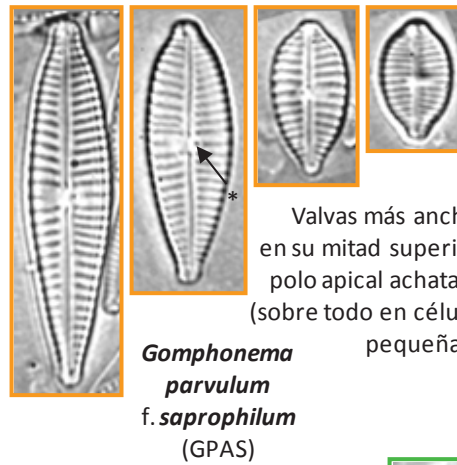 *
Valvas más anch
en su mitad superi
polo apical achata
(sobre todo en célu
pequeña
Gomphonema
parvulum
f. saprophilum
(GPAS)